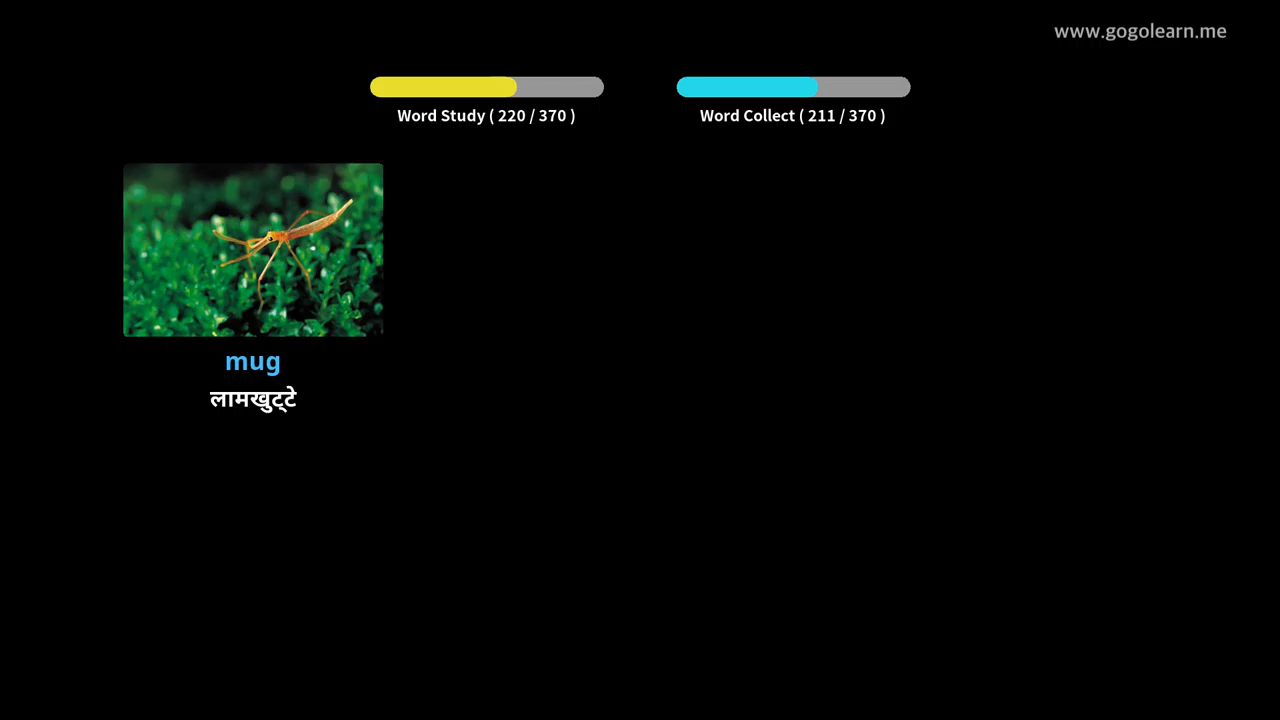 www.gogolearn.me
Word Study ( 220 / 370 )
Word Collect ( 211 / 370 )
mug
लामखुट्टे